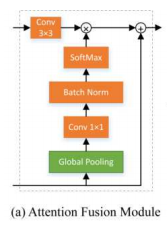 Conv
3×3
SoftMax
Batch Norm
Conv 1×1
Global Pooling
(a) Attention Fusion Module